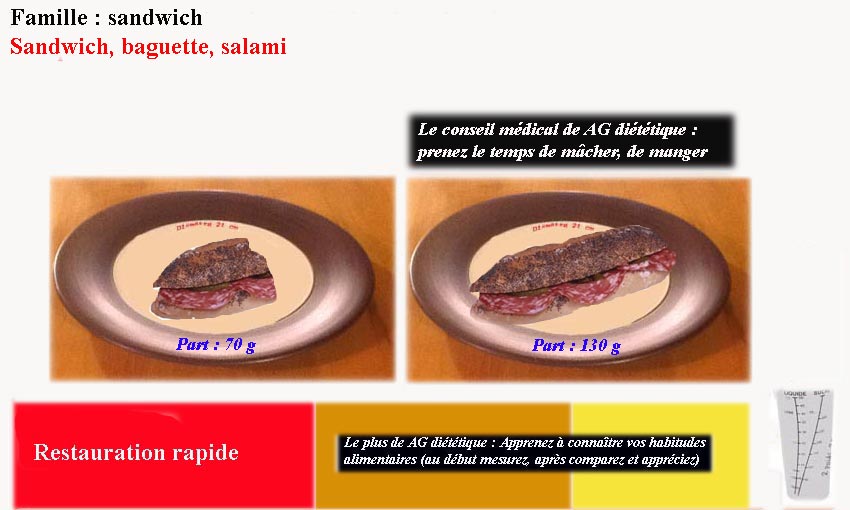 Famille : sandwich
Sandwich, baguette, salami
Le conseil médical de AG diététique :
prenez le temps de mâcher, de manger
Diamètre 21 cm
Diamètre 21 cm
Part : 70 g
Part : 130 g
Restauration rapide
Le plus de AG diététique : Apprenez à connaître vos habitudes
alimentaires (au début mesurez, après comparez et appréciez)
LIQUIDE